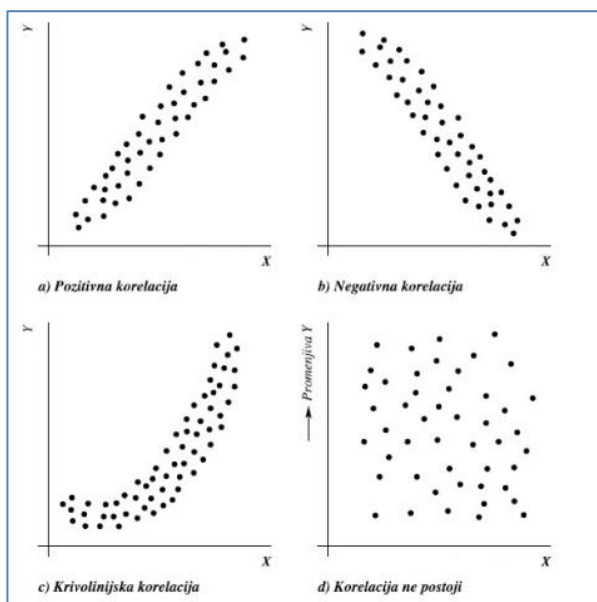 Y
X
a) Pozitivna korelacija
Y
X
b) Negativna korelacija
Y
X
c) Krivolinijska korelacija
Promenjiva Y
X
d) Korelacija ne postoji